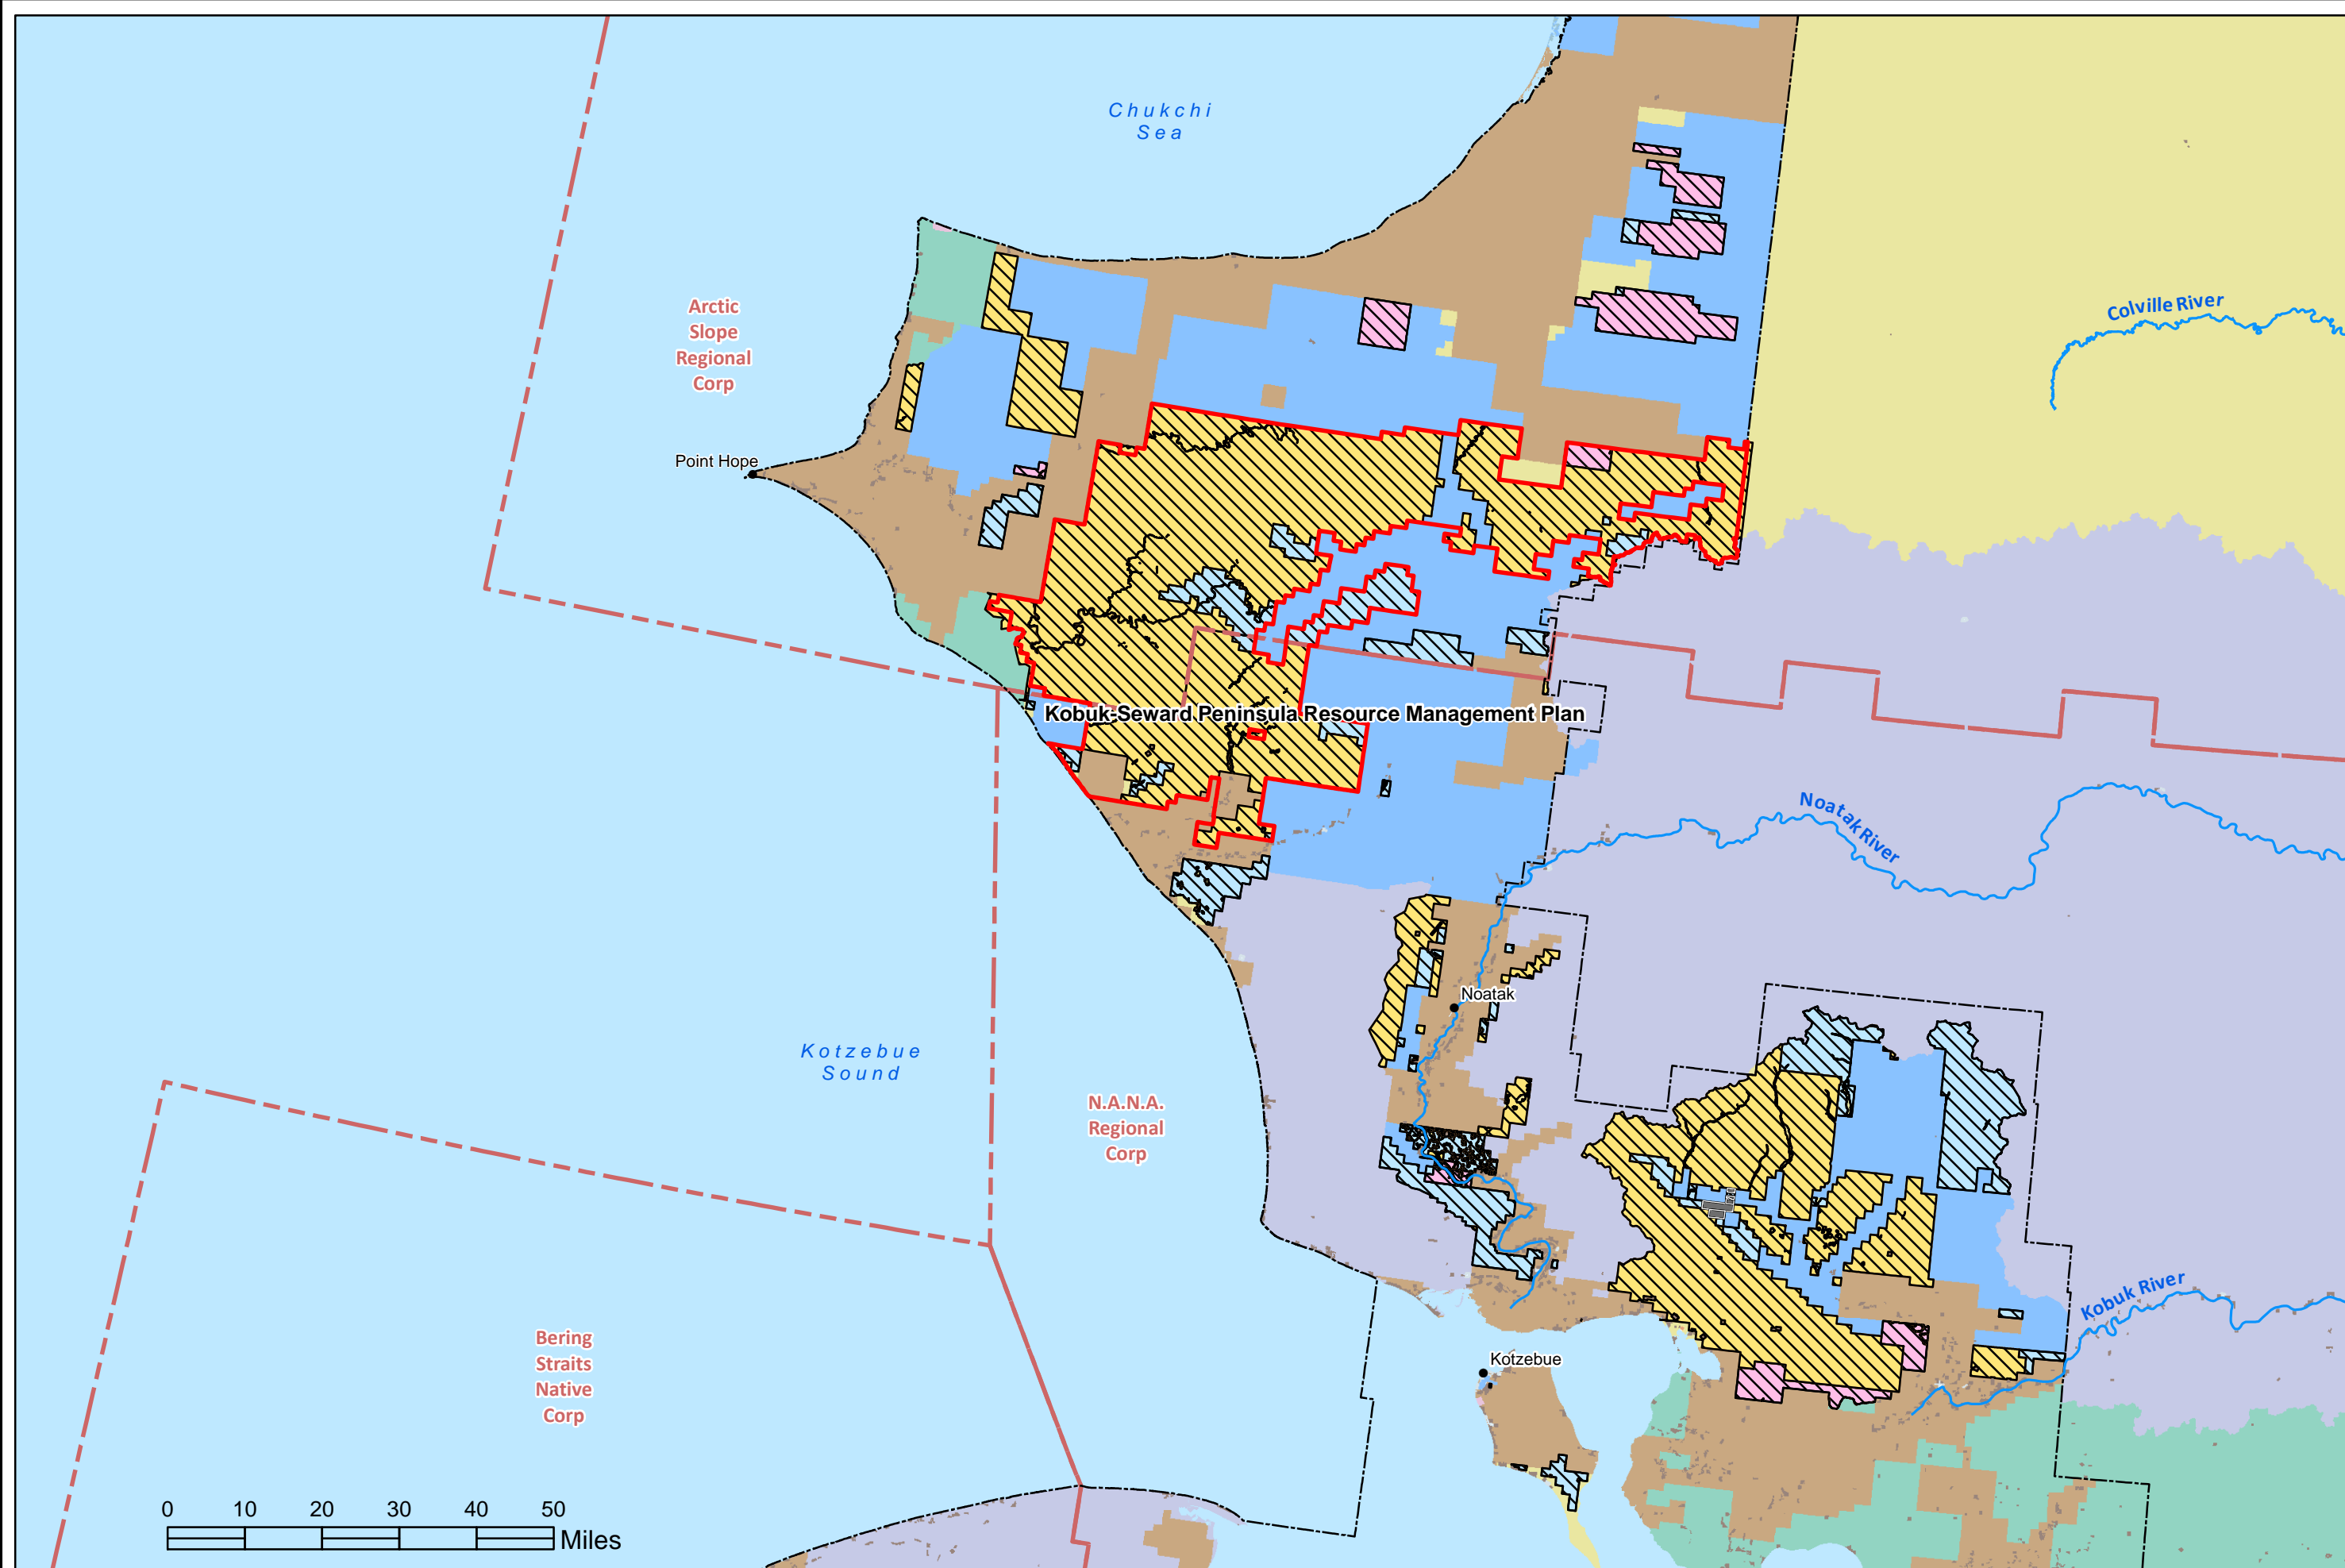 Chukchi
Sea
Colville River
Arctic
Slope
Regional
Corp
Point Hope
Kobuk-Seward Peninsula Resource Management Plan
Noatak River
Noatak
Kotzebue
Sound
N.A.N.A.
Regional
Corp
Kobuk River
Bering
Straits
Native
Corp
Kotzebue
0 10 20 30 40 50
Miles